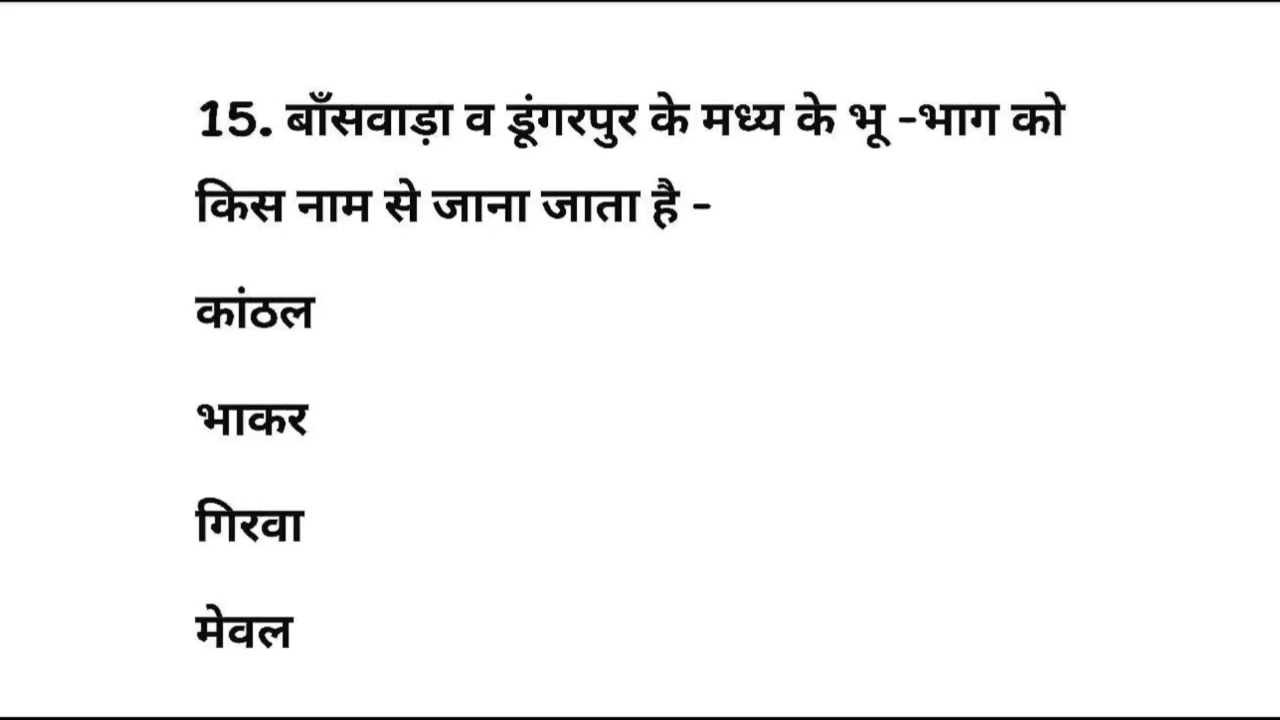 15. बाँसवाड़ा व डूंगरपुर के मध्य के भू -भाग को
किस नाम से जाना जाता है -
कांठल
भाकर
गिरवा
मेवल